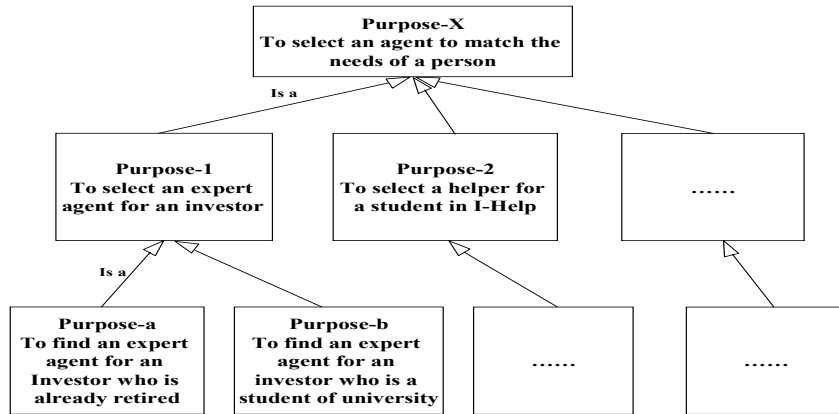 Purpose-X
To select an agent to match the
needs of a person
Is a
Purpose-1
To select an expert
agent for an investor
Purpose-2
To select a helper for
a student in I-Help
......
Is a
Purpose-a
To find an expert
agent for an
Investor who is
already retired
Purpose-b
To find an expert
agent for an
investor who is a
student of university
......
......